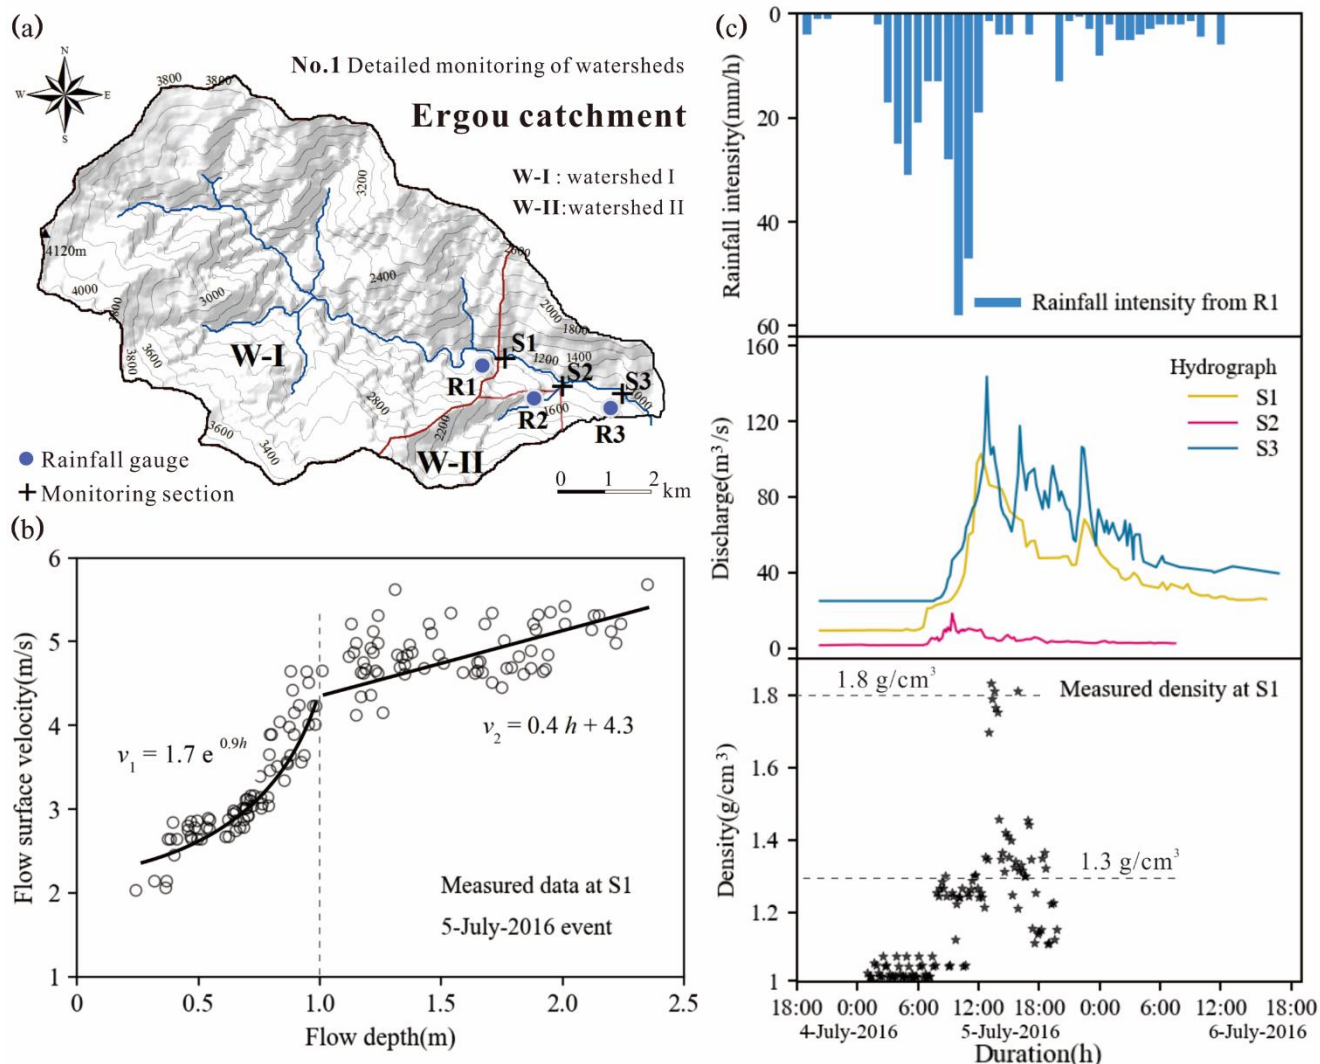 (a)
N
W
E
S
No.1 Detailed monitoring of watersheds
Ergou catchment
W-I : watershed I
W-II:watershed II
3800
3800
3200
4120m
4000
3800
3600
3600
3000
2400
2600
2000
1800
1400
1200
1000
1600
2800
2200
3600
3400
W-I
W-II
S1
S2
S3
R1
R2
R3
Rainfall gauge
Monitoring section
0 1 2
km
(b)
Flow surface velocity(m/s)
6
5
4
3
2
1
v1 = 1.7 e 0.9h
v2 = 0.4 h + 4.3
Measured data at S1
5-July-2016 event
0 0.5 1.0 1.5 2.0 2.5
Flow depth(m)
(c)
Rainfall intensity(mm/h)
0
20
40
60
Rainfall intensity from R1
Discharge(m³/s)
160
120
80
40
0
Hydrograph
S1
S2
S3
Density(g/cm³)
1.8
1.6
1.4
1.2
1
1.8 g/cm³
Measured density at S1
1.3 g/cm³
18:00 0:00 6:00 12:00 18:00 0:00 6:00 12:00 18:00
4-July-2016 5-July-2016 6-July-2016
Duration(h)